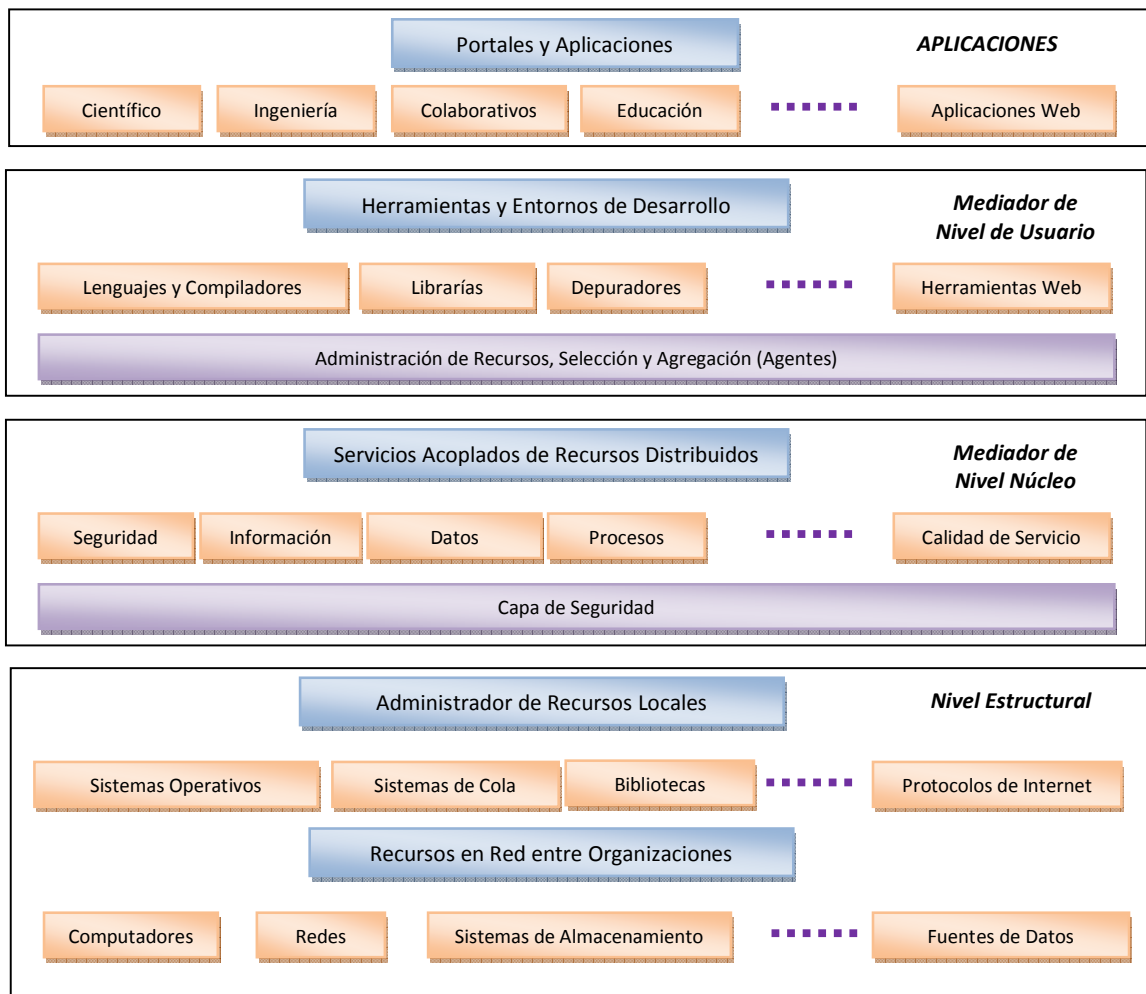 Portales y Aplicaciones
APLICACIONES
Científico
Ingeniería
Colaborativos
Educación
Aplicaciones Web
Herramientas y Entornos de Desarrollo
Mediador de
Nivel de Usuario
Lenguajes y Compiladores
Librarías
Depuradores
Herramientas Web
Administración de Recursos, Selección y Agregación (Agentes)
Servicios Acoplados de Recursos Distribuidos
Mediador de
Nivel Núcleo
Seguridad
Información
Datos
Procesos
Calidad de Servicio
Capa de Seguridad
Administrador de Recursos Locales
Nivel Estructural
Sistemas Operativos
Sistemas de Cola
Bibliotecas
Protocolos de Internet
Recursos en Red entre Organizaciones
Computadores
Redes
Sistemas de Almacenamiento
Fuentes de Datos